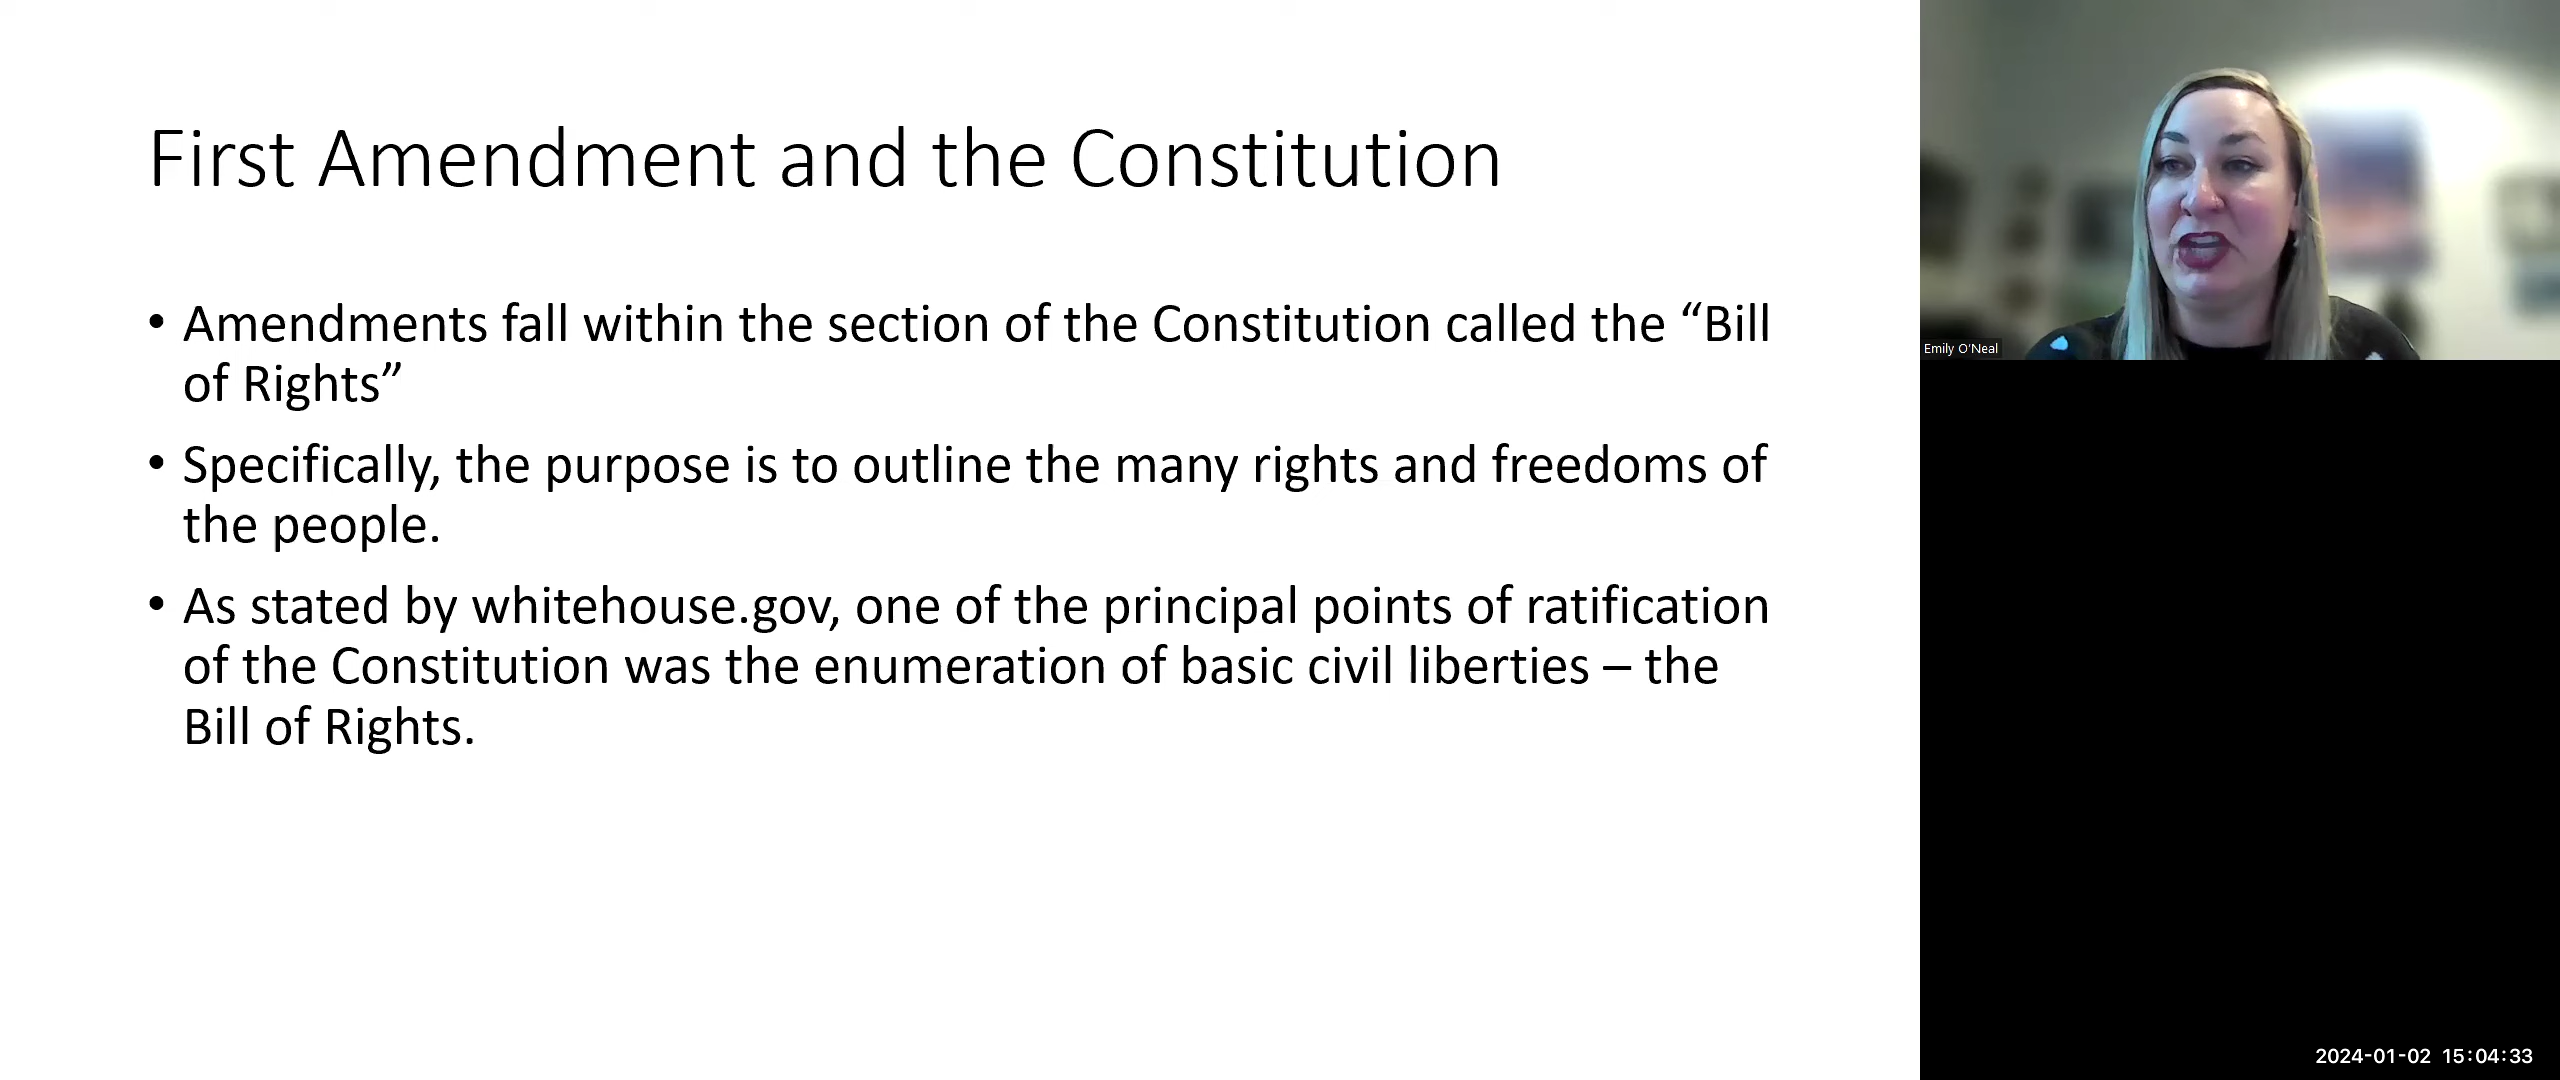 First Amendment and the Constitution
• Amendments fall within the section of the Constitution called the “Bill
of Rights”
• Specifically, the purpose is to outline the many rights and freedoms of
the people.
• As stated by whitehouse.gov, one of the principal points of ratification
of the Constitution was the enumeration of basic civil liberties – the
Bill of Rights.
Emily O'Neal
2024-01-02 15:04:33